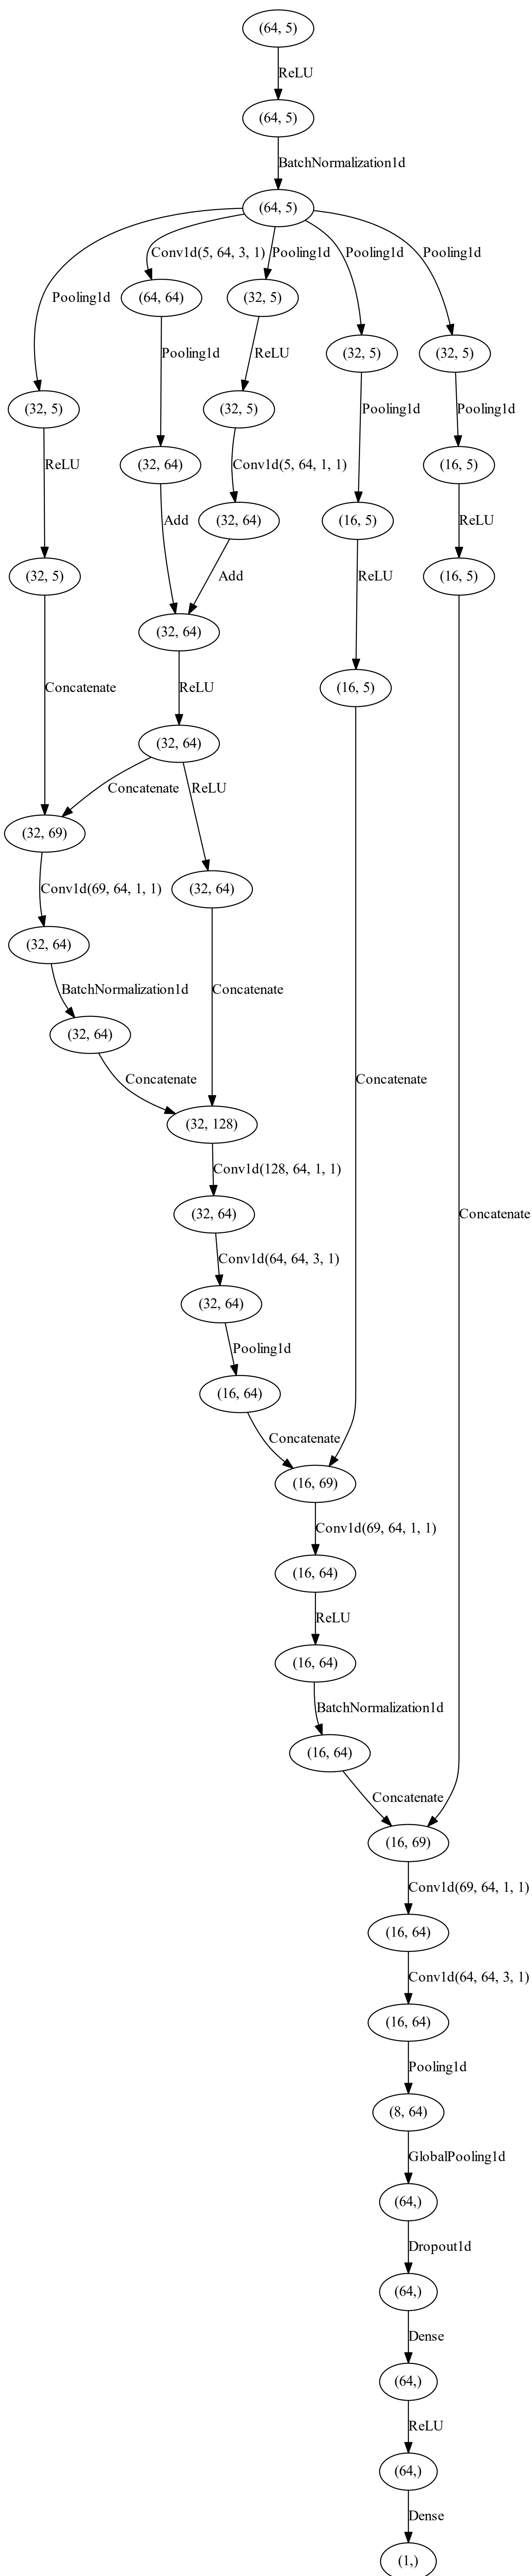 (64, 5)
ReLU
(64, 5)
BatchNormalization1d
(64, 5)
Conv1d(5, 64, 3, 1) Pooling1d Pooling1d Pooling1d
Pooling1d (64, 64) (32, 5)
Pooling1d ReLU (32, 5) (32, 5)
(32, 5) (32, 5) Pooling1d Pooling1d
ReLU (32, 64) Conv1d(5, 64, 1, 1) (16, 5)
Add (32, 64) (16, 5) ReLU
(32, 5) Add ReLU (16, 5)
(32, 64)
Concatenate ReLU (16, 5)
(32, 64)
Concatenate ReLU
(32, 69)
Conv1d(69, 64, 1, 1) (32, 64)
(32, 64)
BatchNormalization1d Concatenate
(32, 64)
Concatenate Concatenate
(32, 128)
Conv1d(128, 64, 1, 1)
(32, 64) Concatenate
Conv1d(64, 64, 3, 1)
(32, 64)
Pooling1d
(16, 64)
Concatenate
(16, 69)
Conv1d(69, 64, 1, 1)
(16, 64)
ReLU
(16, 64)
BatchNormalization1d
(16, 64)
Concatenate
(16, 69)
Conv1d(69, 64, 1, 1)
(16, 64)
Conv1d(64, 64, 3, 1)
(16, 64)
Pooling1d
(8, 64)
GlobalPooling1d
(64,)
Dropout1d
(64,)
Dense
(64,)
ReLU
(64,)
Dense
(1,)